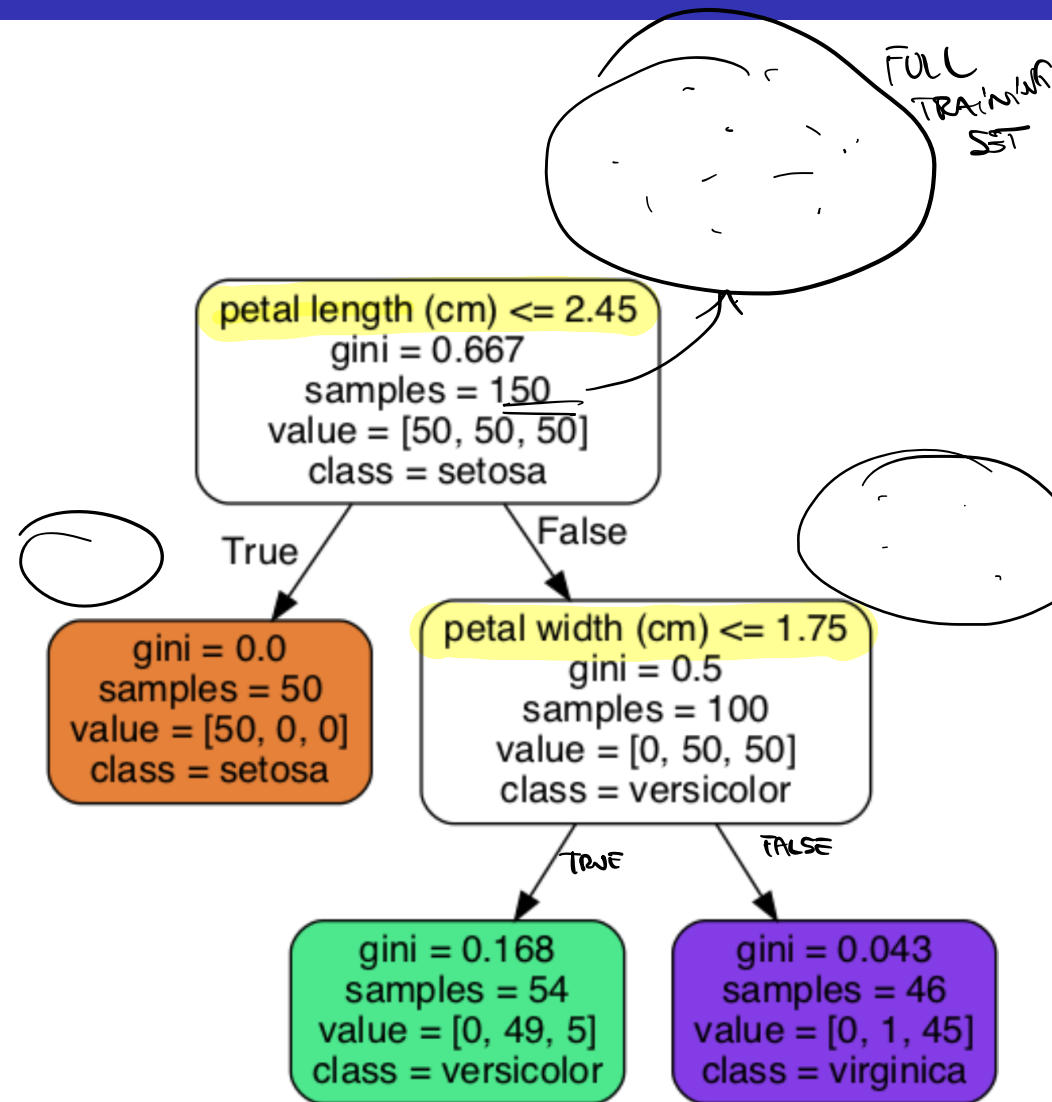 FULL
TRAINING
SET
petal length (cm) <= 2.45
gini = 0.667
samples = 150
value = [50, 50, 50]
class = setosa
True
False
gini = 0.0
samples = 50
value = [50, 0, 0]
class = setosa
petal width (cm) <= 1.75
gini = 0.5
samples = 100
value = [0, 50, 50]
class = versicolor
TRUE
FALSE
gini = 0.168
samples = 54
value = [0, 49, 5]
class = versicolor
gini = 0.043
samples = 46
value = [0, 1, 45]
class = virginica